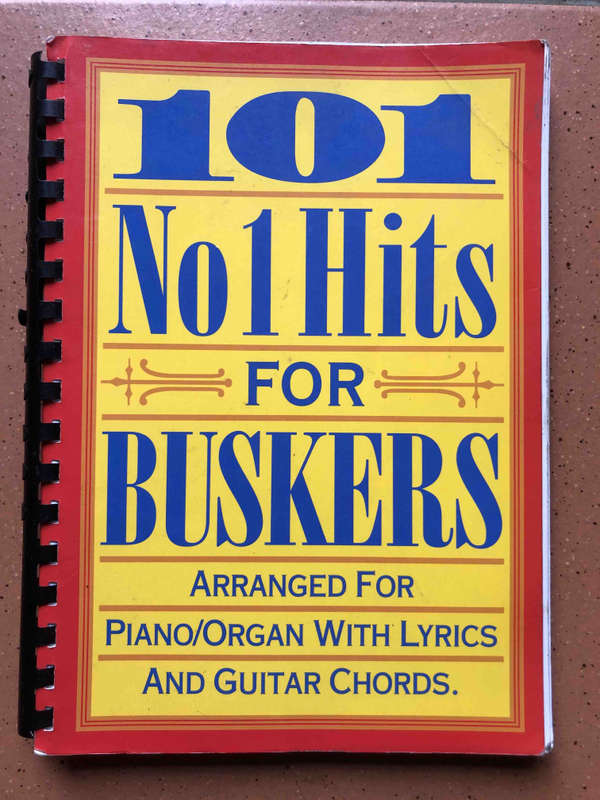 101
No 1 Hits
FOR
BUSKERS
ARRANGED FOR
PIANO/ORGAN WITH LYRICS
AND GUITAR CHORDS.